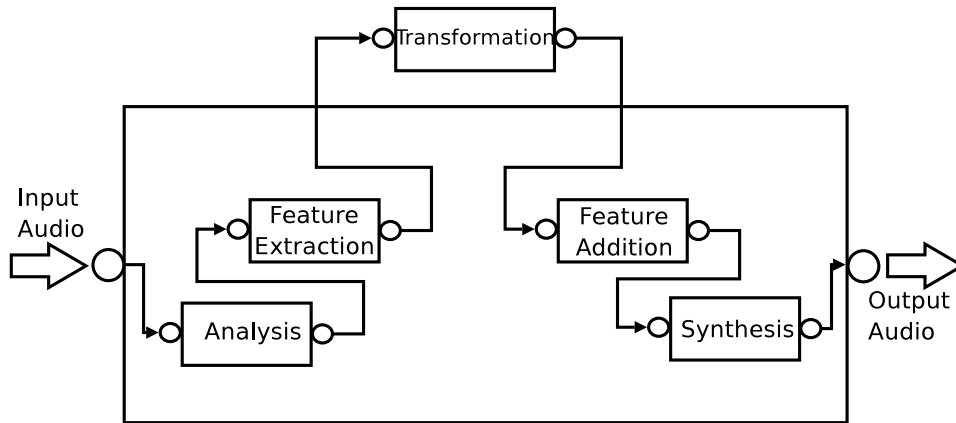 Transformation
Input
Audio
Feature
Extraction
Feature
Addition
Analysis
Synthesis
Output
Audio